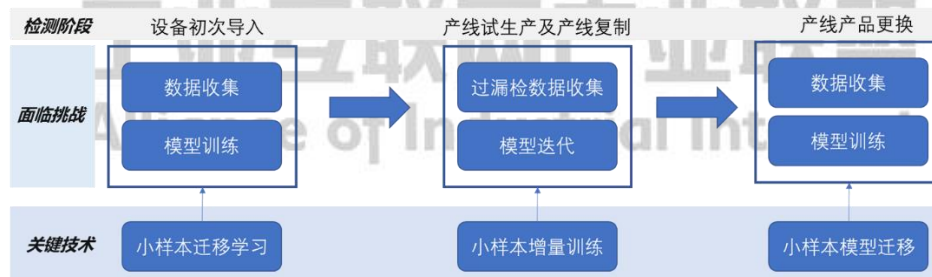 检测阶段 设备初次导入 产线试生产及产线复制 产线产品更换
面临挑战
数据收集 过漏检数据收集 数据收集
模型训练 模型迭代 模型训练
Alliance of Industrial Int
关键技术 小样本迁移学习 小样本增量训练 小样本模型迁移